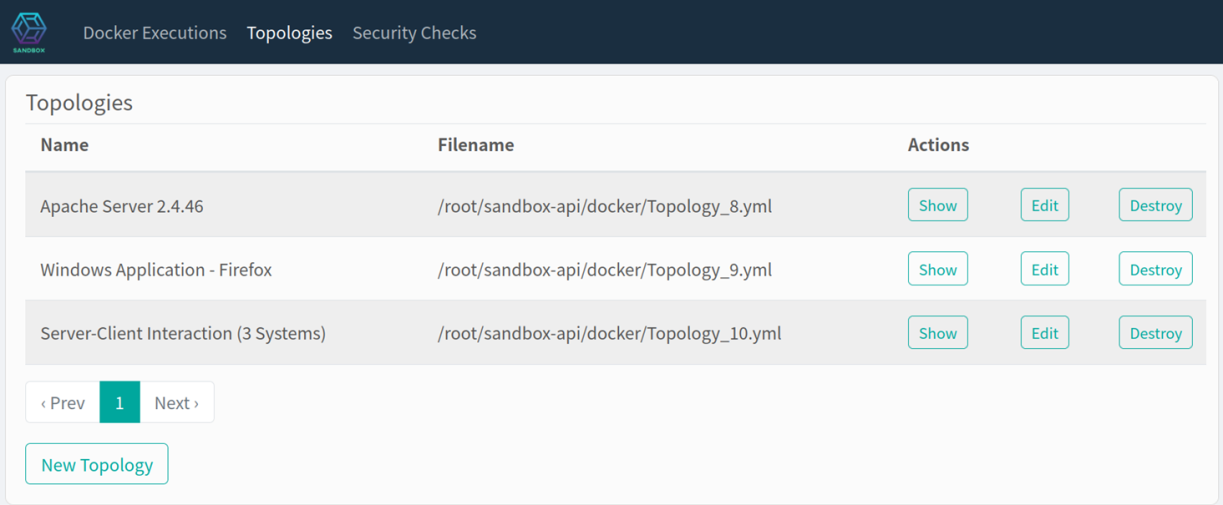 SANDBOX
Docker Executions Topologies Security Checks
Topologies
Name Filename Actions
Apache Server 2.4.46 /root/sandbox-api/docker/Topology_8.yml Show Edit Destroy
Windows Application - Firefox /root/sandbox-api/docker/Topology_9.yml Show Edit Destroy
Server-Client Interaction (3 Systems) /root/sandbox-api/docker/Topology_10.yml Show Edit Destroy
‹ Prev 1 Next ›
New Topology